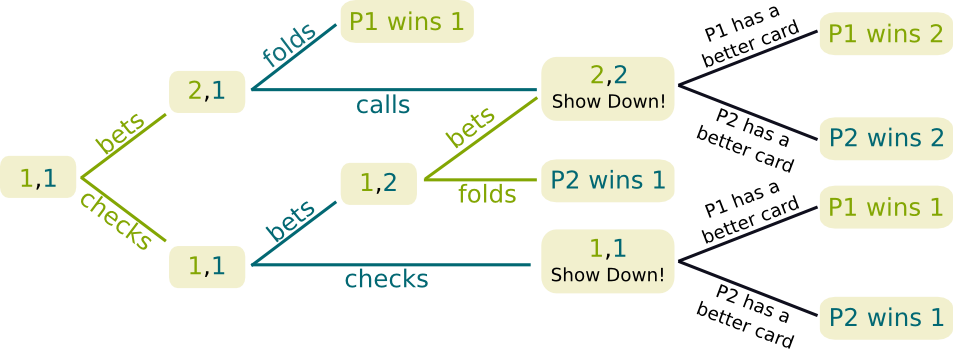 P1 wins 1
folds
2,1
calls
bets
1,1
checks
2,2
Show Down!
P1 has a
better card
P1 wins 2
P2 has a
better card
P2 wins 2
bets
1,2
folds
P2 wins 1
bets
1,1
checks
1,1
Show Down!
P1 has a
better card
P1 wins 1
P2 has a
better card
P2 wins 1